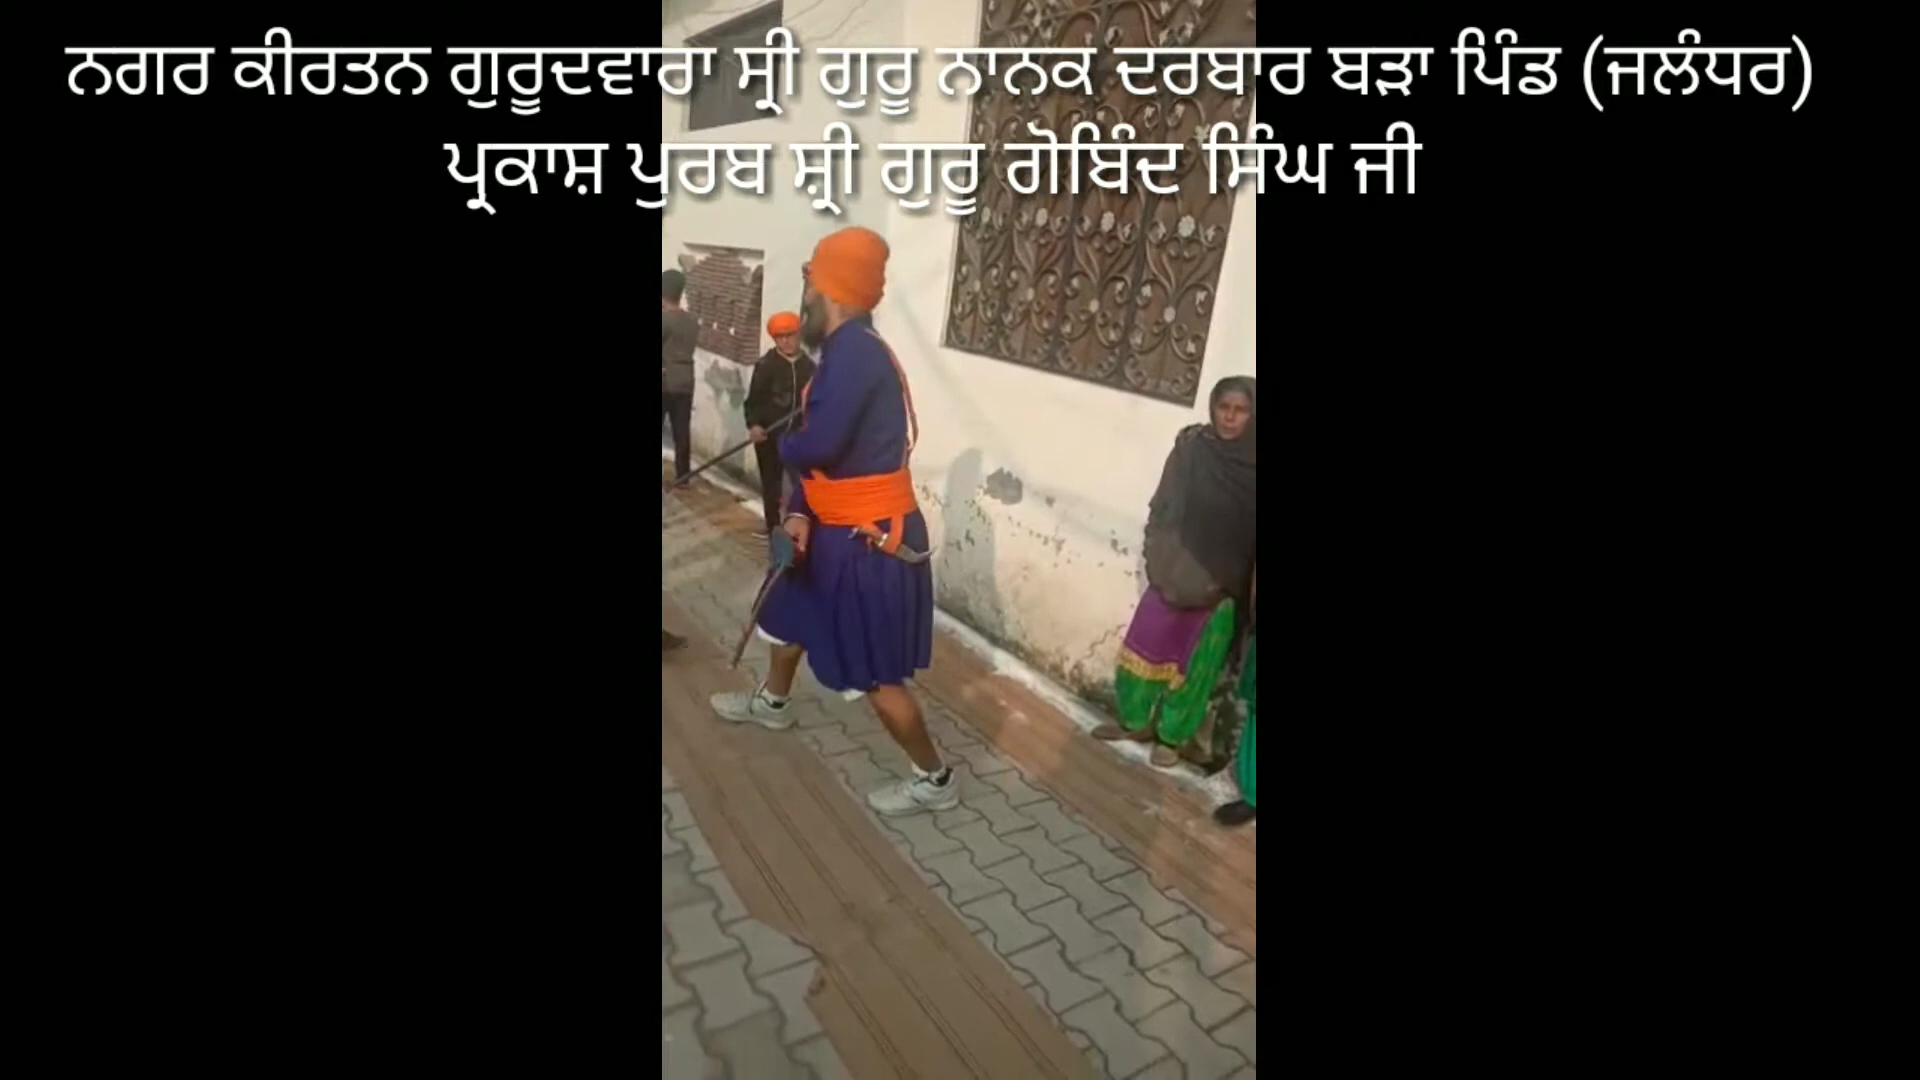 ਨਗਰ ਕੀਰਤਨ ਗੁਰੂਦਵਾਰਾ ਸ੍ਰੀ ਗੁਰੂ ਨਾਨਕ ਦਰਬਾਰ ਬੜਾ ਪਿੰਡ (ਜਲੰਧਰ)
ਪ੍ਰਕਾਸ਼ ਪੁਰਬ ਸ਼੍ਰੀ ਗੁਰੂ ਗੋਬਿੰਦ ਸਿੰਘ ਜੀ